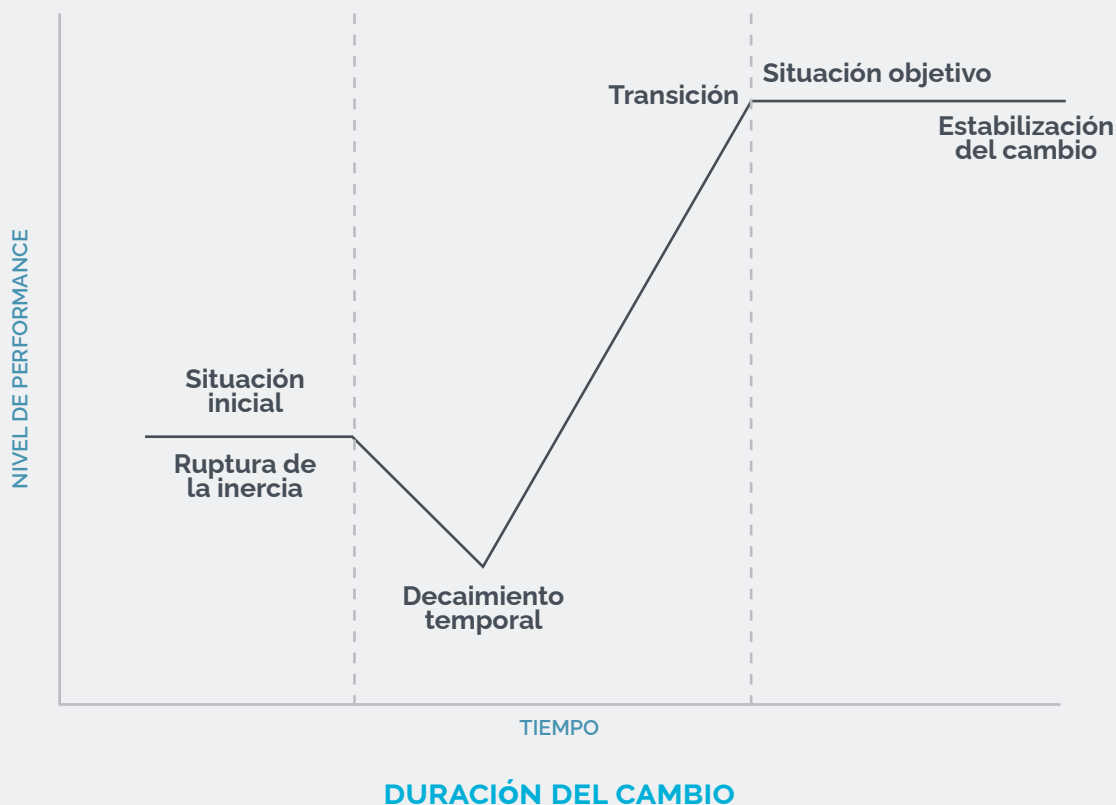 Situación objetivo
Transición
Estabilización
del cambio
NIVEL DE PERFORMANCE
Situación
inicial
Ruptura de
la inercia
Decaimiento
temporal
TIEMPO
DURACIóN DEL CAMBIO